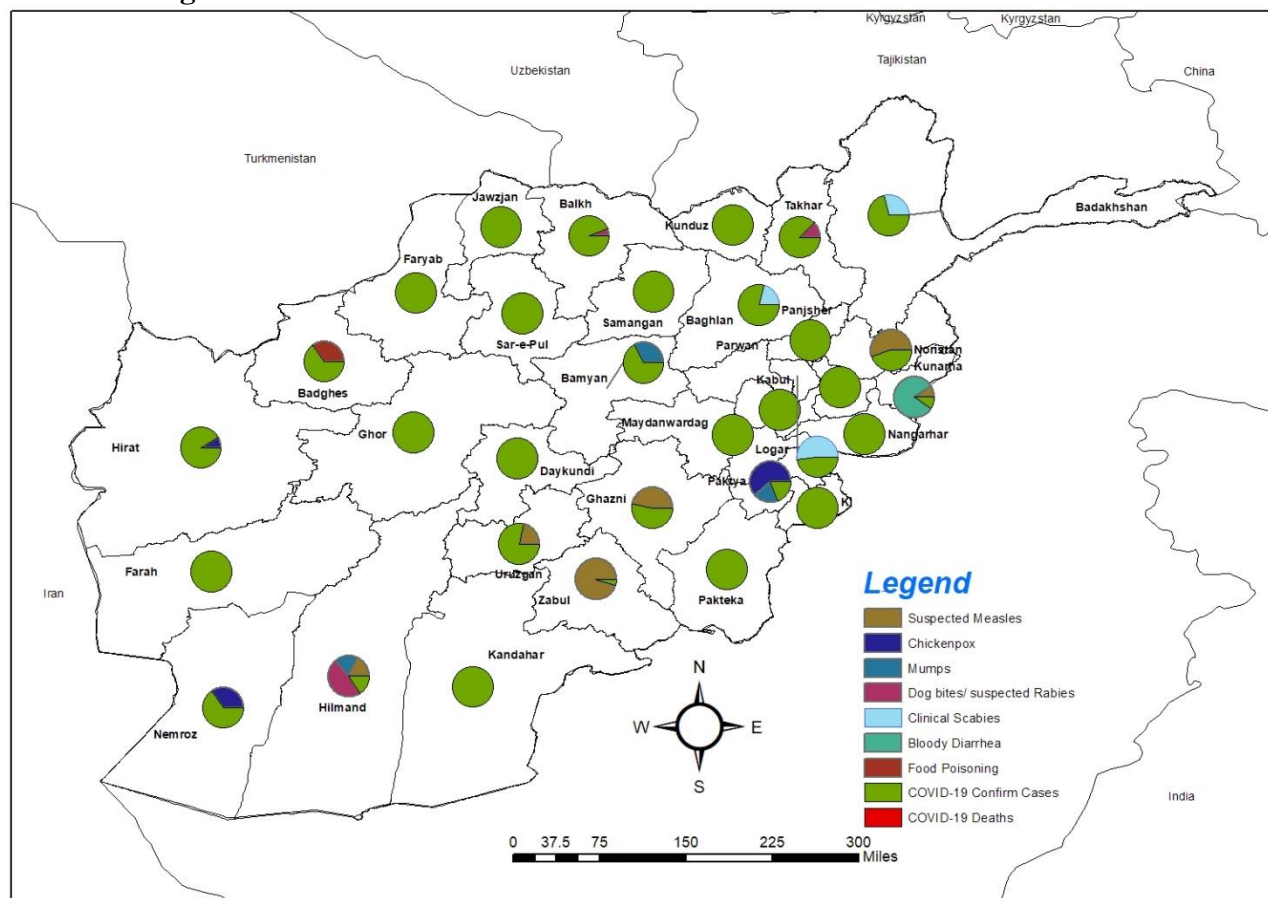 Kyrgyzstan
Kyrgyzstan
Tajikistan
Uzbekistan
China
Turkmenistan
Jawzjan
Balkh
Takhar
Badakhshan
Kunduz
Faryab
Samangan
Baghlan
Panjsher
Sar-e-Pul
Parwan
Noristan
Kunarha
Bamyan
Kabul
Badghes
Maydanwardag
Nangarhar
Ghor
Hirat
Logar
Daykundi
Paktya
Ghazni
K
Farah
Uruzgan
Iran
Zabul
Pakteka
Kandahar
Hilmand
Nemroz
N
W
E
S
India
Legend
Suspected Measles
Chickenpox
Mumps
Dog bites/ suspected Rabies
Clinical Scabies
Bloody Diarrhea
Food Poisoning
COVID-19 Confirm Cases
COVID-19 Deaths
0 37.5 75 150 225 300
Miles